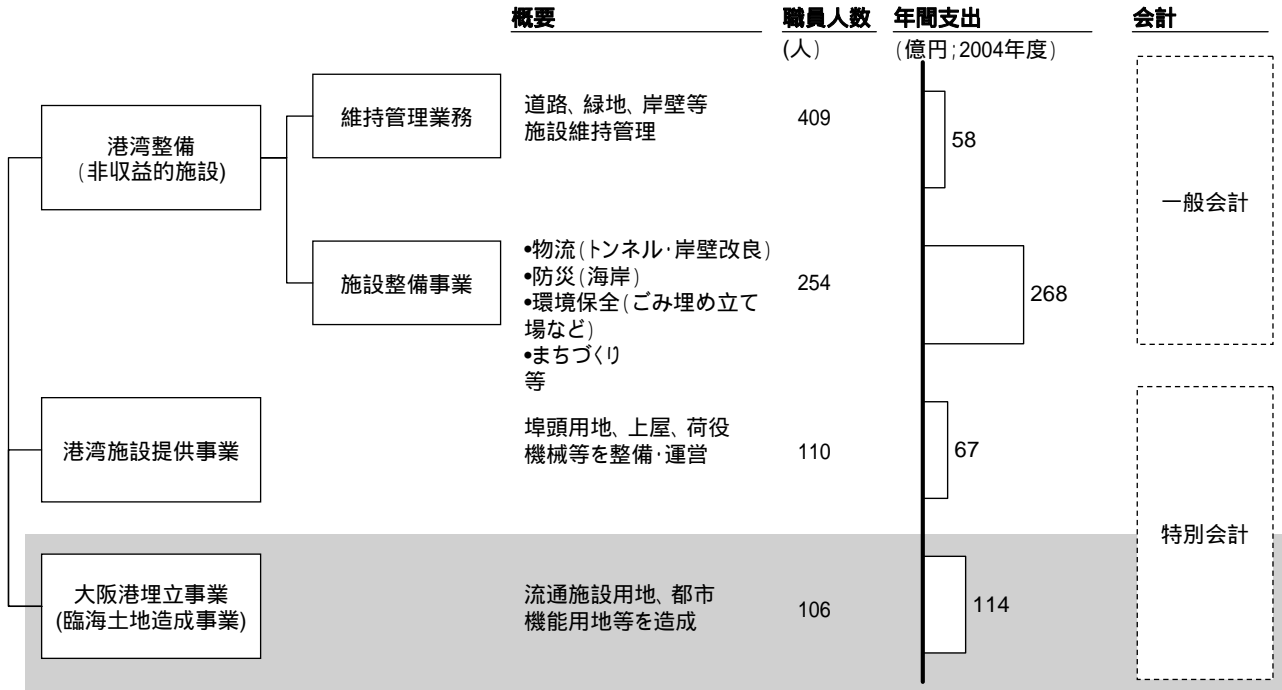 概要
職員人数
年間支出
会計
(人)
(億円;2004年度)
港湾整備
(非収益的施設)
維持管理業務
道路、緑地、岸壁等
施設維持管理
409
58
一般会計
施設整備事業
•物流(トンネル・岸壁改良)
•防災(海岸)
•環境保全(ごみ埋め立て
場など)
•まちづくり
等
254
268
港湾施設提供事業
埠頭用地、上屋、荷役
機械等を整備・運営
110
67
特別会計
大阪港埋立事業
(臨海土地造成事業)
流通施設用地、都市
機能用地等を造成
106
114